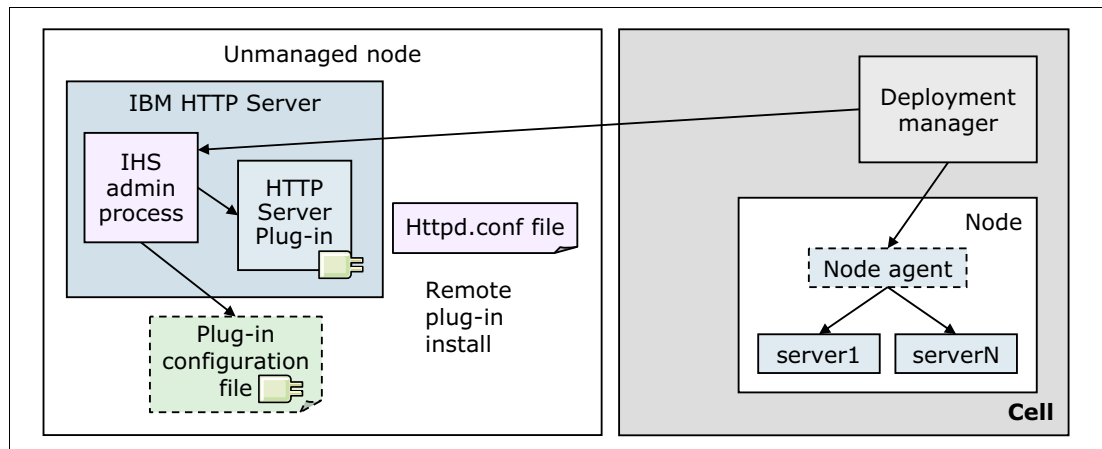 Unmanaged node
IBM HTTP Server
IHS
admin
process
HTTP
Server
Plug-in
Httpd.conf file
Remote
plug-in
install
Plug-in
configuration
file
Deployment
manager
Node
Node agent
server1
serverN
Cell